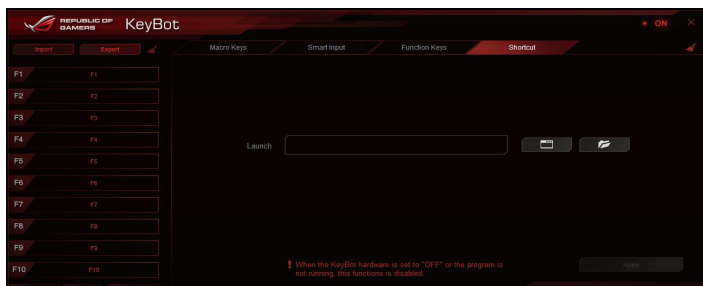 REPUBLIC OF
GAMERS
KeyBot
ON
Import
Export
Macro Keys
Smart Input
Function Keys
Shortcut
F1 F1
F2 F2
F3 F3
F4 F4
F5 F5
F6 F6
F7 F7
F8 F8
F9 F9
F10 F10
Launch
! When the KeyBot hardware is set to "OFF" or the program is
not running, this functions is disabled.
Apply